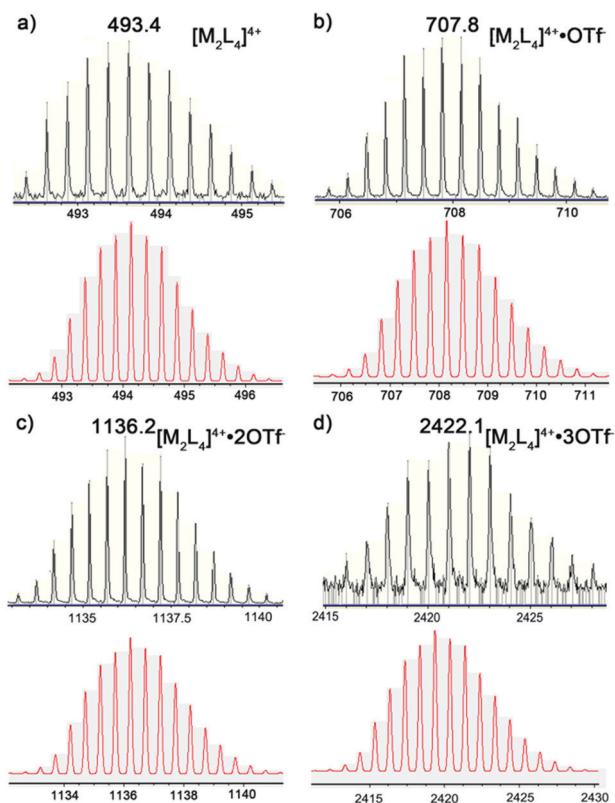 a) 493.4 [M₂L₄]⁴⁺
493 494 495
493 494 495 496
b) 707.8 [M₂L₄]⁴⁺•OTf⁻
706 708 710
706 707 708 709 710 711
c) 1136.2 [M₂L₄]⁴⁺•2OTf⁻
1135 1137.5 1140
1134 1136 1138 1140
d) 2422.1 [M₂L₄]⁴⁺•3OTf⁻
2415 2420 2425
2415 2420 2425 2430